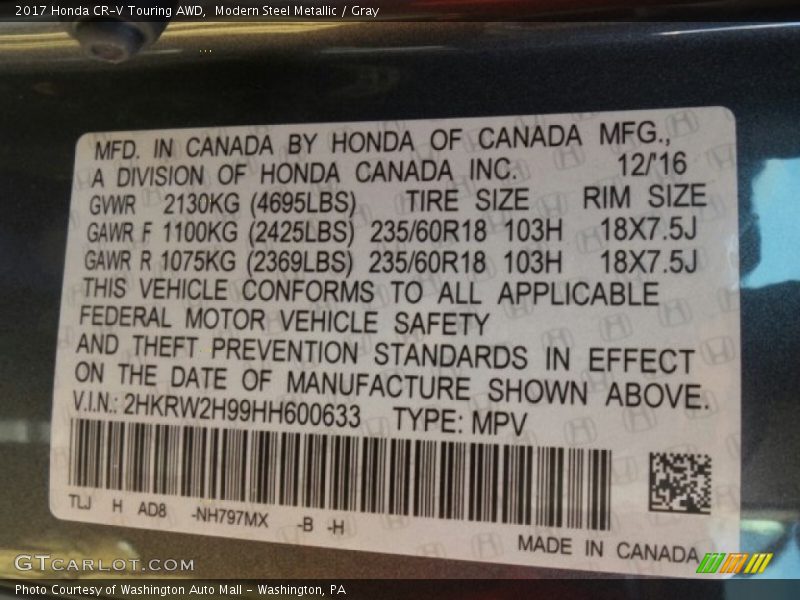 2017 Honda CR-V Touring AWD,  Modern Steel Metallic / Gray
MFD. IN CANADA BY HONDA OF CANADA MFG.,
A DIVISION OF HONDA CANADA INC. 12/'16
GVWR 2130KG (4695LBS) TIRE SIZE RIM SIZE
GAWR F 1100KG (2425LBS) 235/60R18 103H 18X7.5J
GAWR R 1075KG (2369LBS) 235/60R18 103H 18X7.5J
THIS VEHICLE CONFORMS TO ALL APPLICABLE
FEDERAL MOTOR VEHICLE SAFETY
AND THEFT PREVENTION STANDARDS IN EFFECT
ON THE DATE OF MANUFACTURE SHOWN ABOVE.
V.I.N.: 2HKRW2H99HH600633 TYPE: MPV
TLJ H AD8 -NH797MX -B -H
MADE IN CANADA
GTCARLOT.COM
Photo Courtesy of Washington Auto Mall - Washington, PA